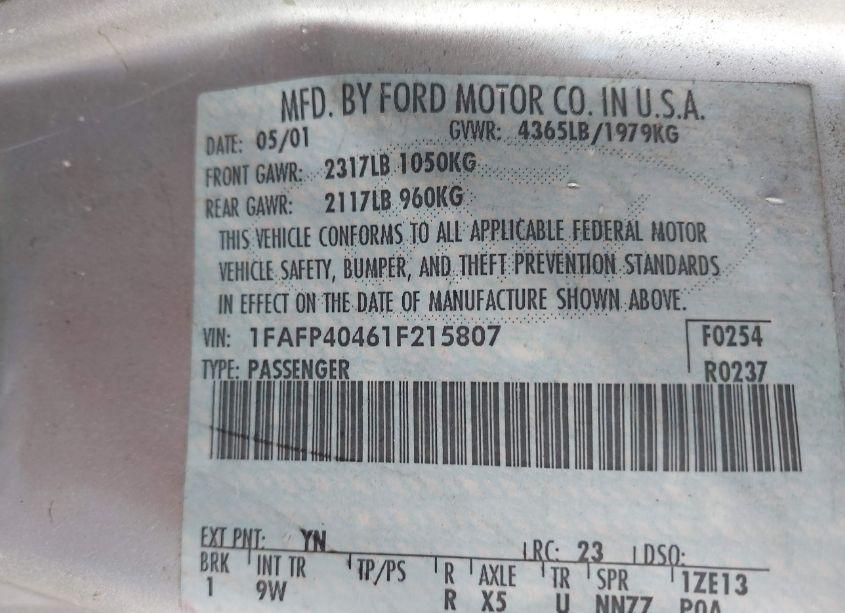 MFD. BY FORD MOTOR CO. IN U.S.A.
DATE: 05/01 GVWR: 4365LB/1979KG
FRONT GAWR: 2317LB 1050KG
REAR GAWR: 2117LB 960KG
THIS VEHICLE CONFORMS TO ALL APPLICABLE FEDERAL MOTOR
VEHICLE SAFETY, BUMPER, AND THEFT PREVENTION STANDARDS
IN EFFECT ON THE DATE OF MANUFACTURE SHOWN ABOVE.
VIN: 1FAFP40461F215807 F0254
TYPE: PASSENGER R0237
EXT PNT: YN RC: 23 DSO:
BRK INT TR TP/PS R AXLE TR SPR 1ZE13
1 9W R X5 U NN77 P0A